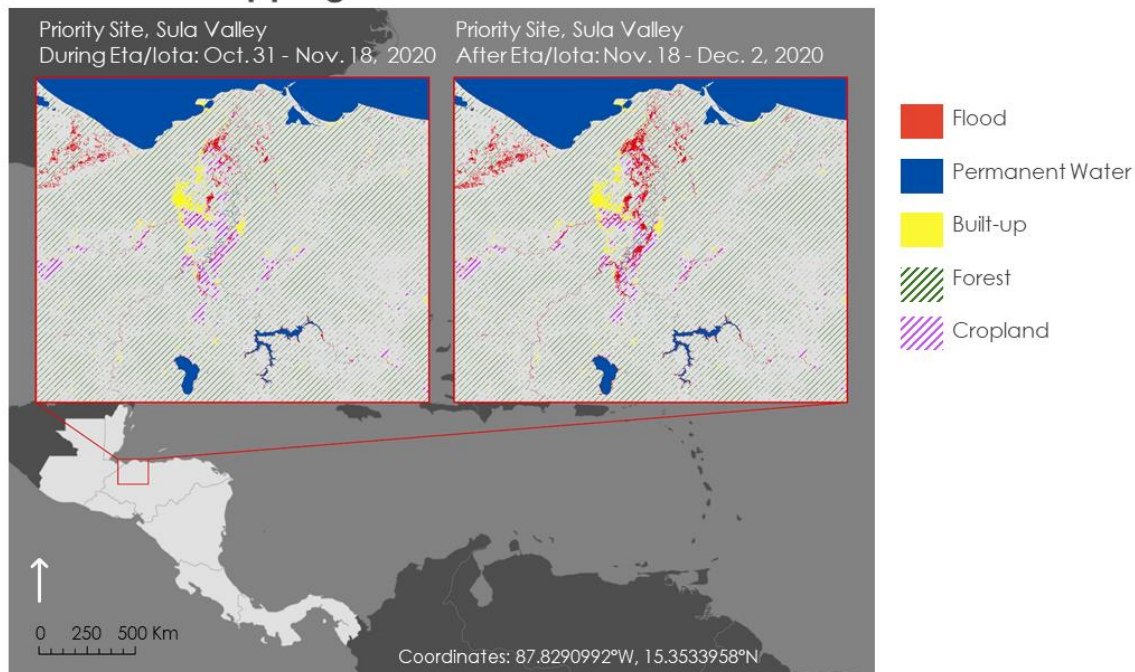 Priority Site, Sula Valley
During Eta/Iota: Oct. 31 - Nov. 18, 2020
Priority Site, Sula Valley
After Eta/Iota: Nov. 18 - Dec. 2, 2020
Flood
Permanent Water
Built-up
Forest
Cropland
0 250 500 Km
Coordinates: 87.8290992°W, 15.3533958°N